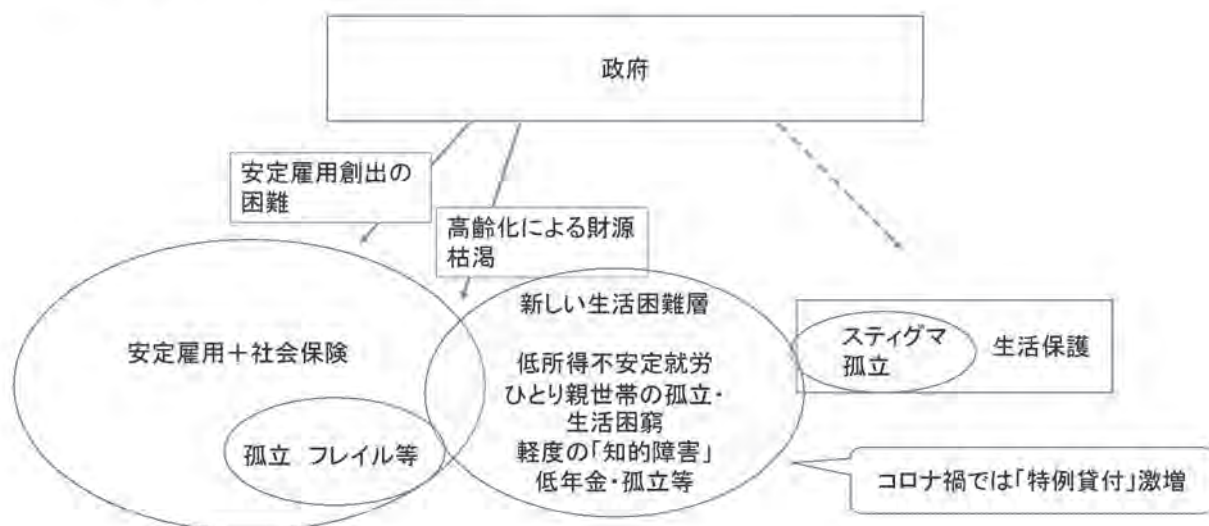 政府
安定雇用創出の
困難
高齢化による財源
枯渇
新しい生活困難層
安定雇用＋社会保険
低所得不安定就労
ひとり親世帯の孤立・
生活困窮
軽度の「知的障害」
低年金・孤立等
孤立 フレイル等
スティグマ
孤立
生活保護
コロナ禍では「特例貸付」激増